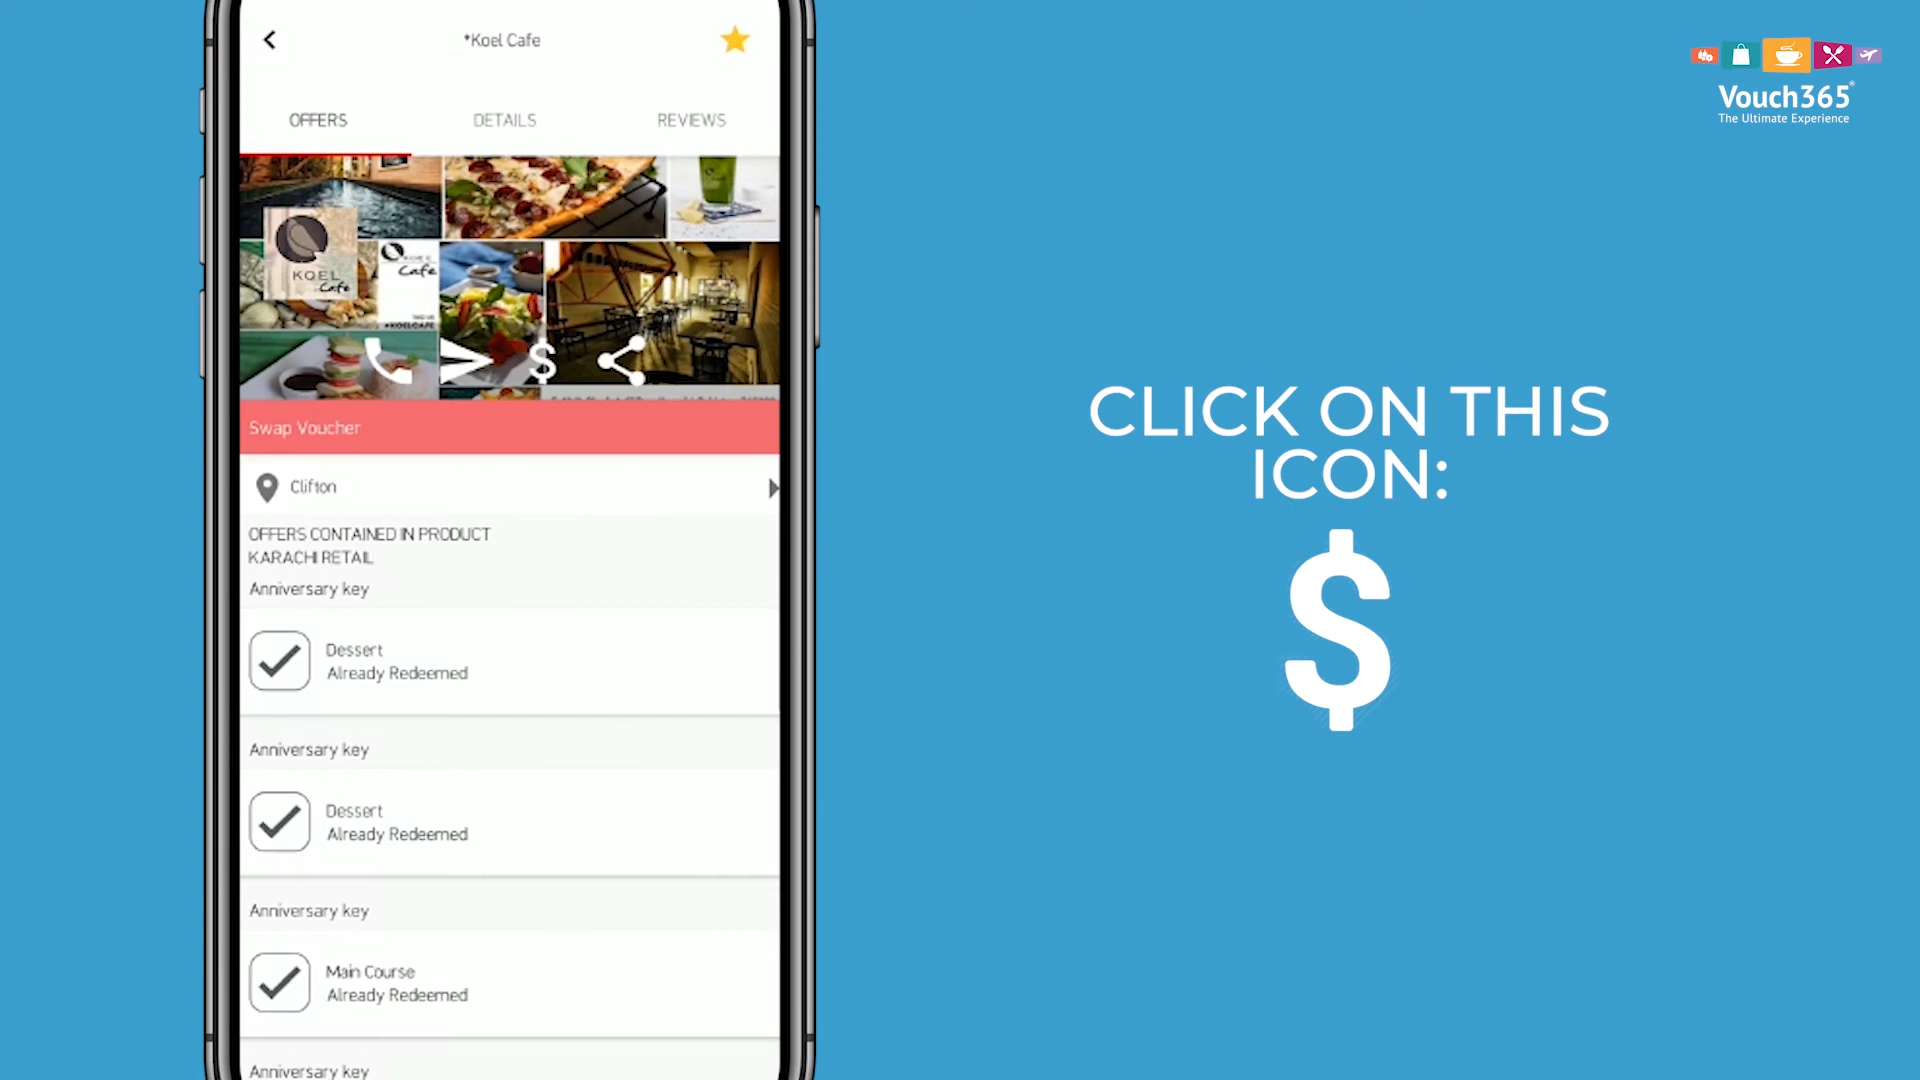 *Koel Cafe
OFFERS
DETAILS
REVIEWS
KOEL
Cafe
Cafe
#KOELCAFE
$
Swap Voucher
Clifton
OFFERS CONTAINED IN PRODUCT
KARACHI RETAIL
Anniversary key
Dessert
Already Redeemed
Anniversary key
Dessert
Already Redeemed
Anniversary key
Main Course
Already Redeemed
Anniversary key
Vouch365®
The Ultimate Experience
CLICK ON THIS
ICON:
$